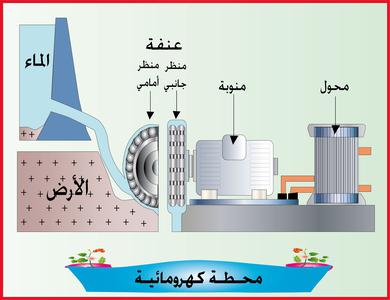 عنفة
الماء
منظر
أمامي
منظر
جانبي
منوبة
محول
الأرض
محطة كهرومائية